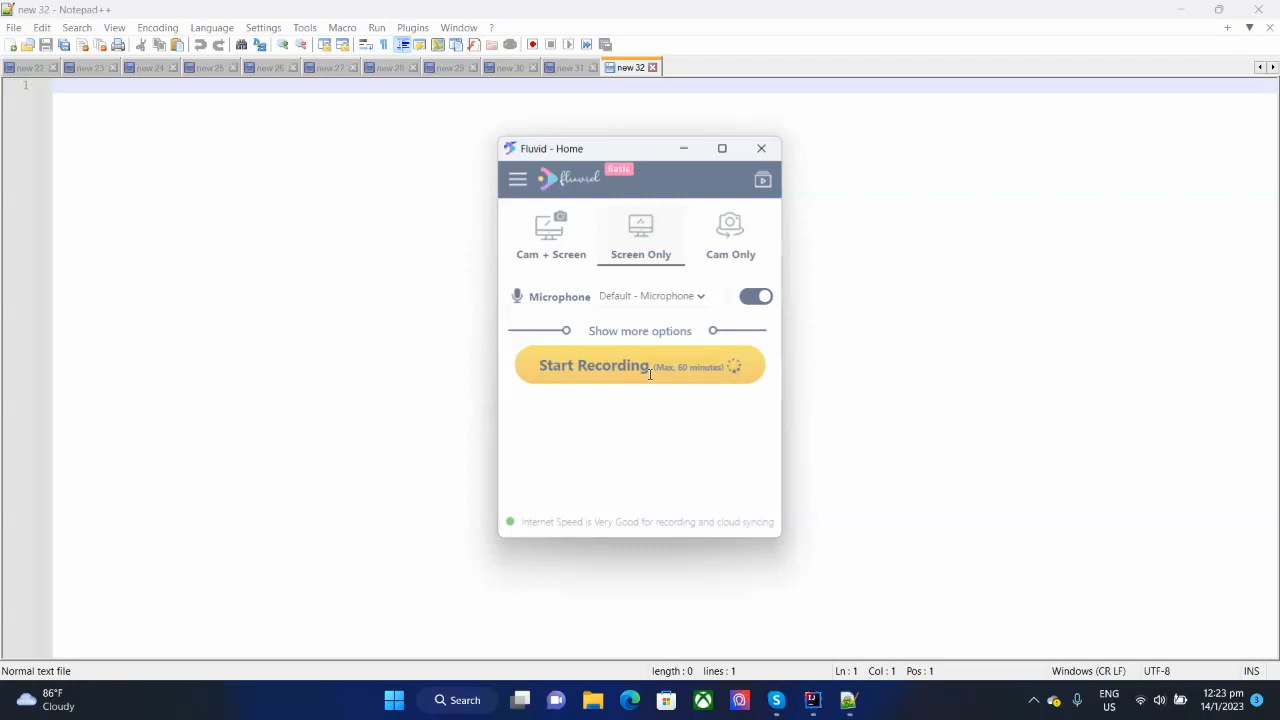 new 32 - Notepad++
File Edit Search View Encoding Language Settings Tools Macro Run Plugins Window ?
new 22 new 23 new 24 new 25 new 26 new 27 new 28 new 29 new 30 new 31 new 32
1
Fluvid - Home
fluvid Basic
Cam + Screen Screen Only Cam Only
Microphone Default - Microphone
Show more options
Start Recording (Max. 60 minutes)
Internet Speed is Very Good for recording and cloud syncing
Normal text file length : 0 lines : 1 Ln : 1 Col : 1 Pos : 1 Windows (CR LF) UTF-8 INS
86°F
Cloudy
Search
ENG
US
12:23 pm
14/1/2023
3